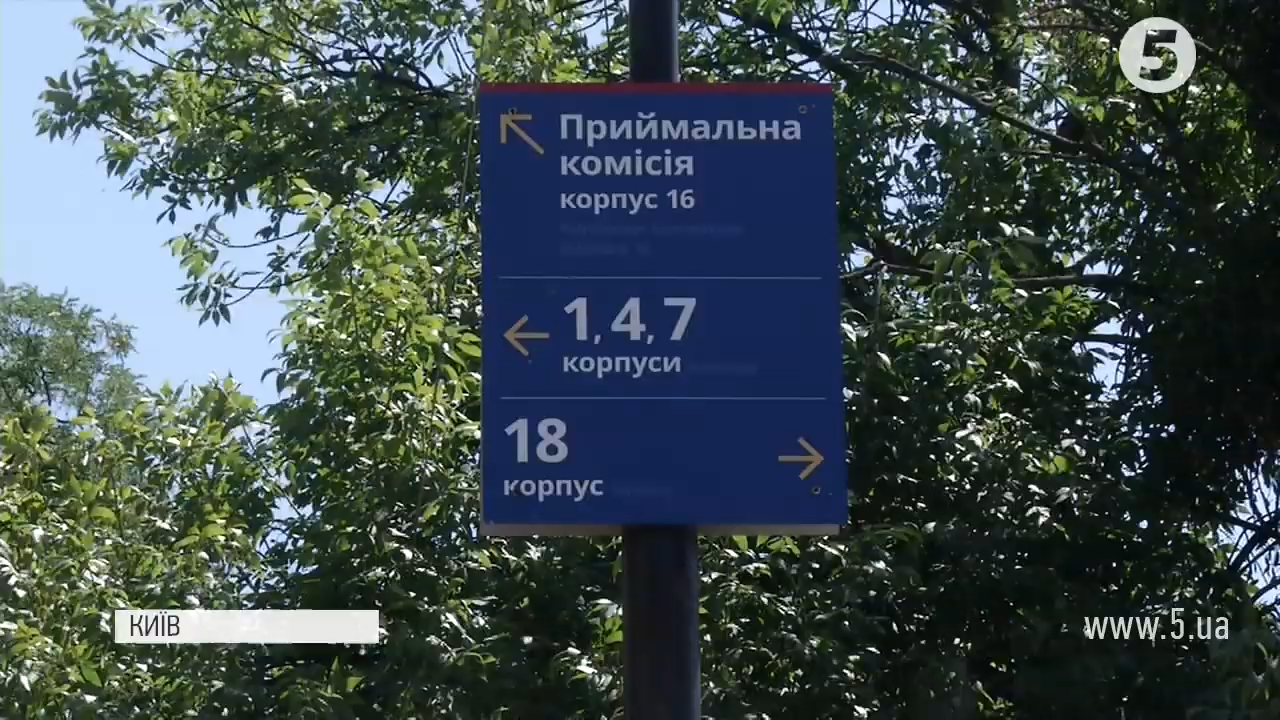 5
Приймальна
комісія
корпус 16
1, 4, 7
корпуси
18
корпус
КИЇВ
www.5.ua